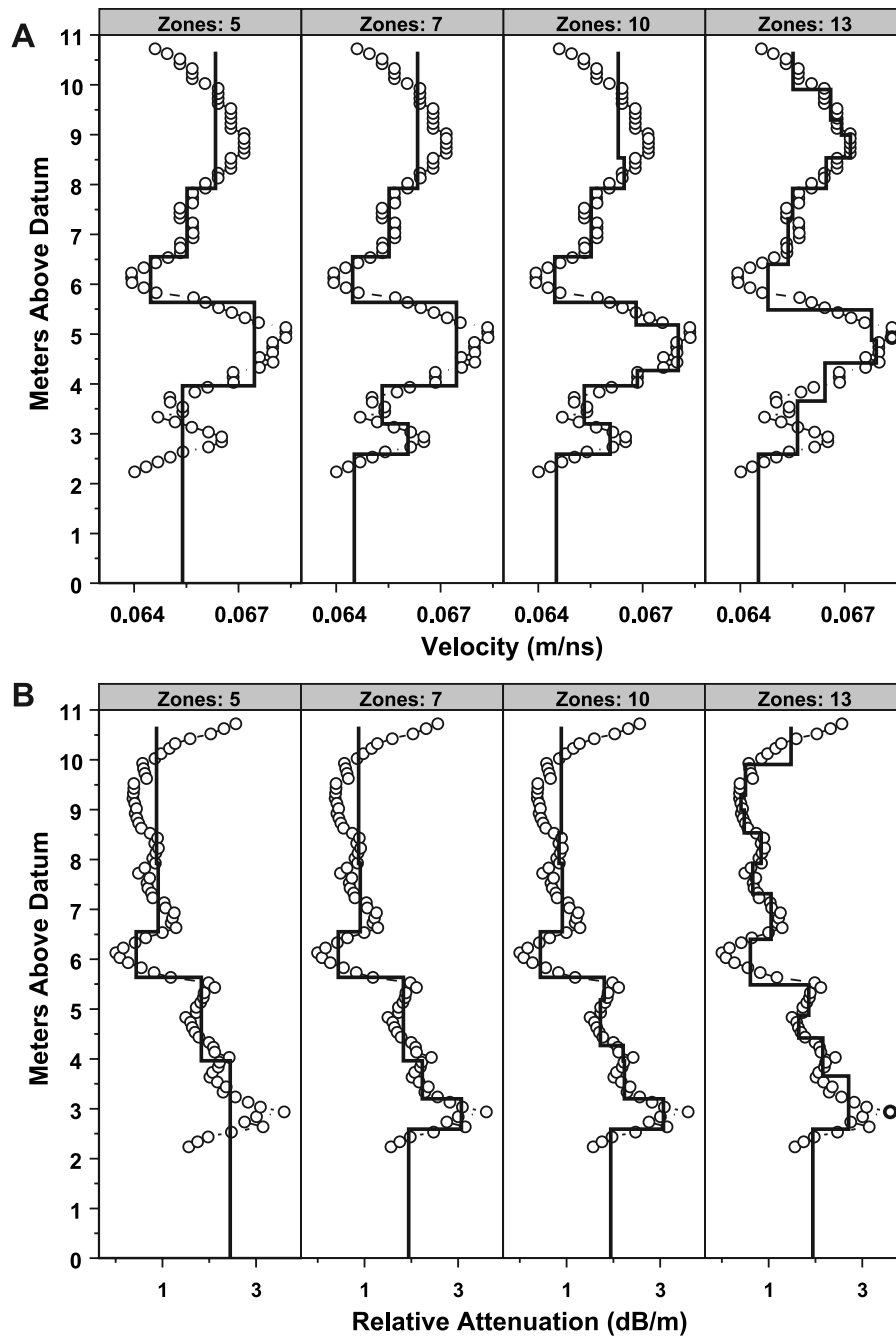 A
Zones: 5 Zones: 7 Zones: 10 Zones: 13
11
10
9
8
7
6
5
4
3
2
1
0
Meters Above Datum
0.064 0.067 0.064 0.067 0.064 0.067 0.064 0.067
Velocity (m/ns)
B
Zones: 5 Zones: 7 Zones: 10 Zones: 13
11
10
9
8
7
6
5
4
3
2
1
0
Meters Above Datum
1 3 1 3 1 3 1 3
Relative Attenuation (dB/m)